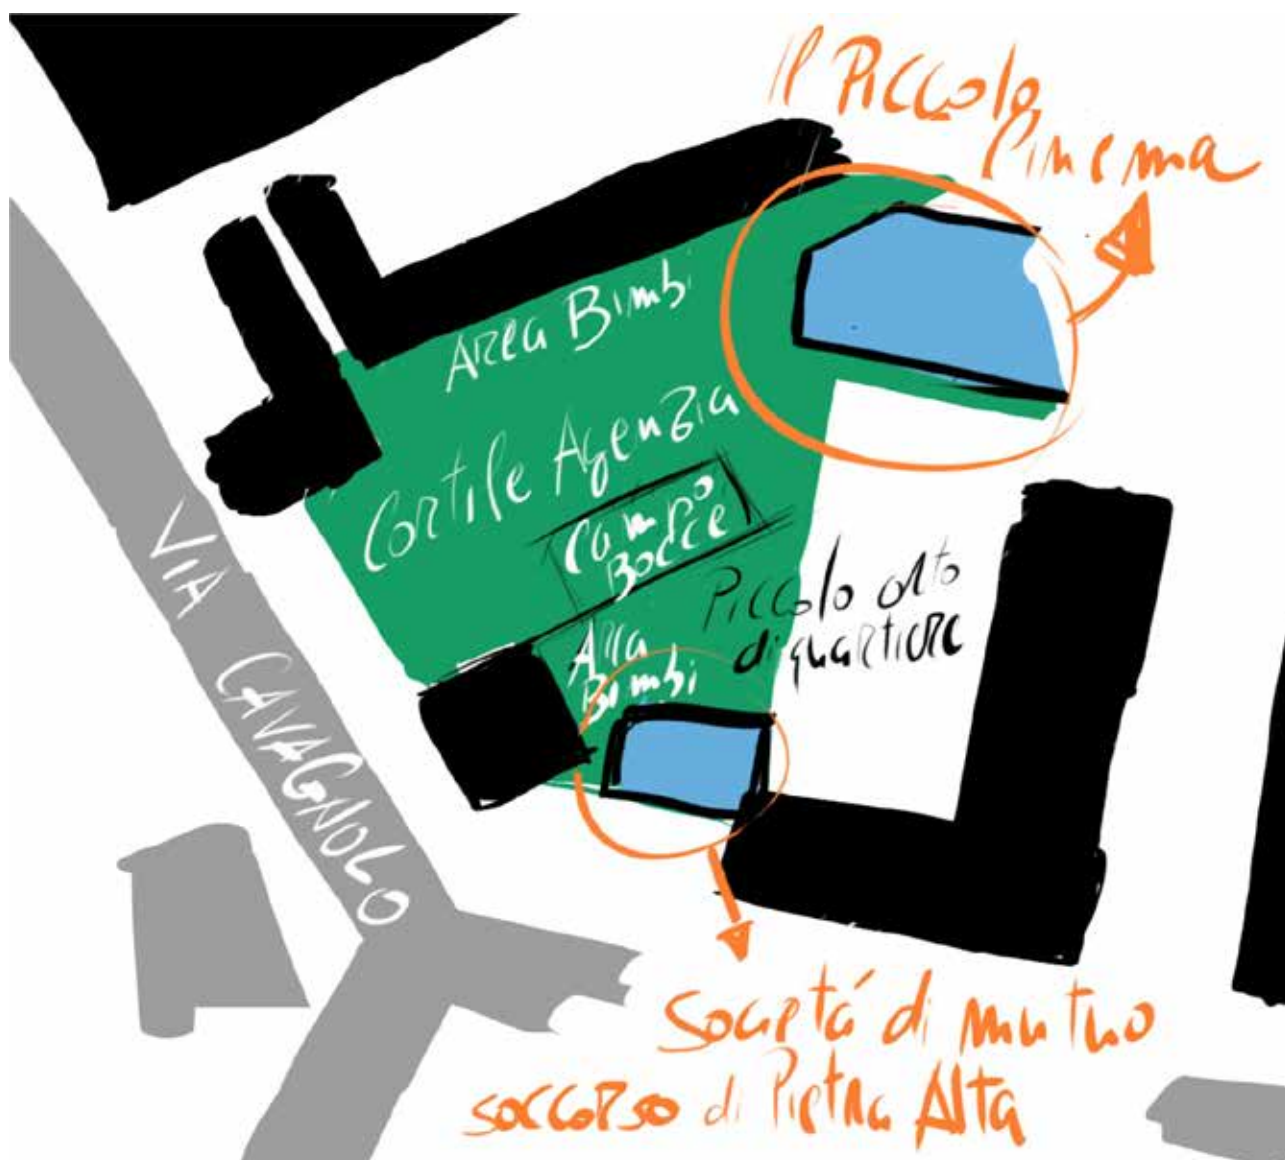 Il Piccolo
Cinema
Area Bimbi
Cortile Agenzia
Campo
Bocce
Piccolo orto
di quartiere
Area
Bimbi
VIA CAVAGNOLO
Società di mutuo
soccorso di Pietra Alta